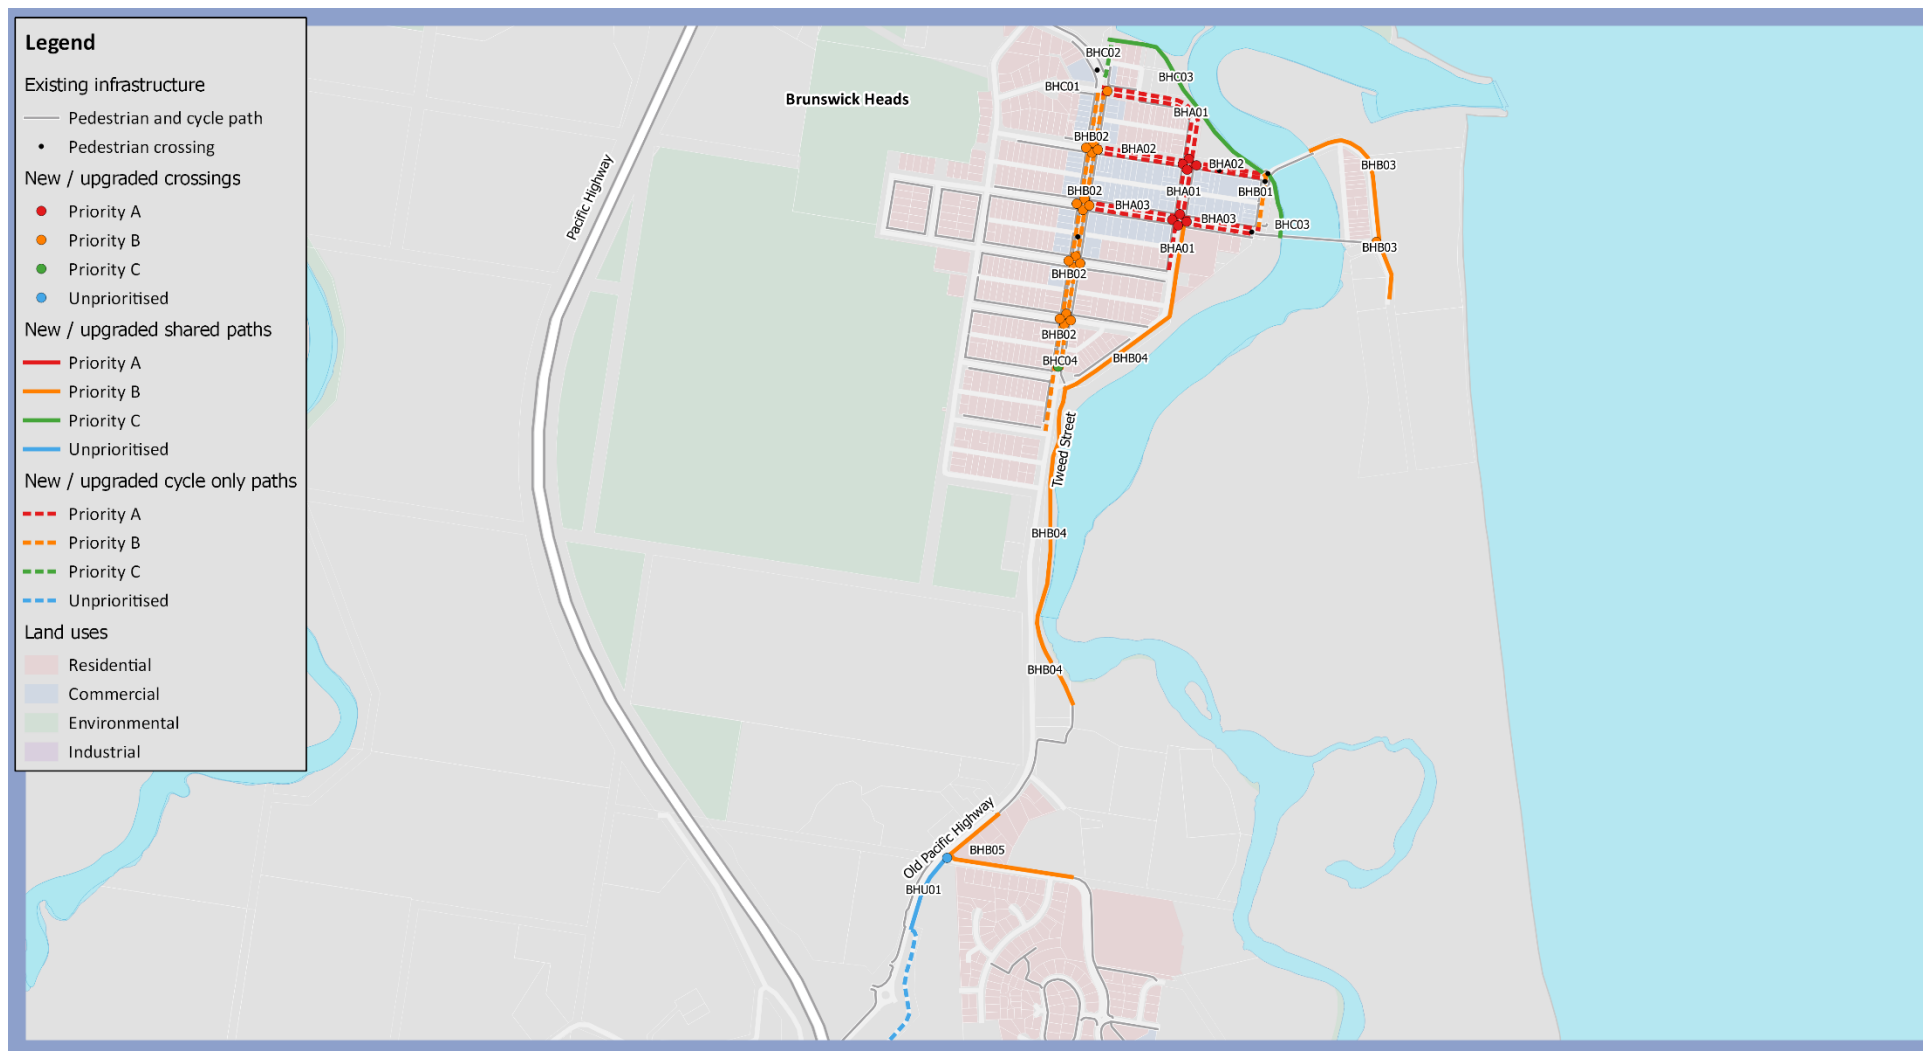 Legend
Existing infrastructure
Pedestrian and cycle path
Pedestrian crossing
New / upgraded crossings
Priority A
Priority B
Priority C
Unprioritised
New / upgraded shared paths
Priority A
Priority B
Priority C
Unprioritised
New / upgraded cycle only paths
Priority A
Priority B
Priority C
Unprioritised
Land uses
Residential
Commercial
Environmental
Industrial
Brunswick Heads
Pacific Highway
BHC02
BHC03
BHC01
BHA01
BHB02
BHA02
BHA02
BHB03
BHB02
BHA01
BHB01
BHA03
BHA03
BHC03
BHA01
BHB03
BHB02
BHB02
BHC04
BHB04
Tweed Street
BHB04
BHB04
Old Pacific Highway
BHB05
BHU01